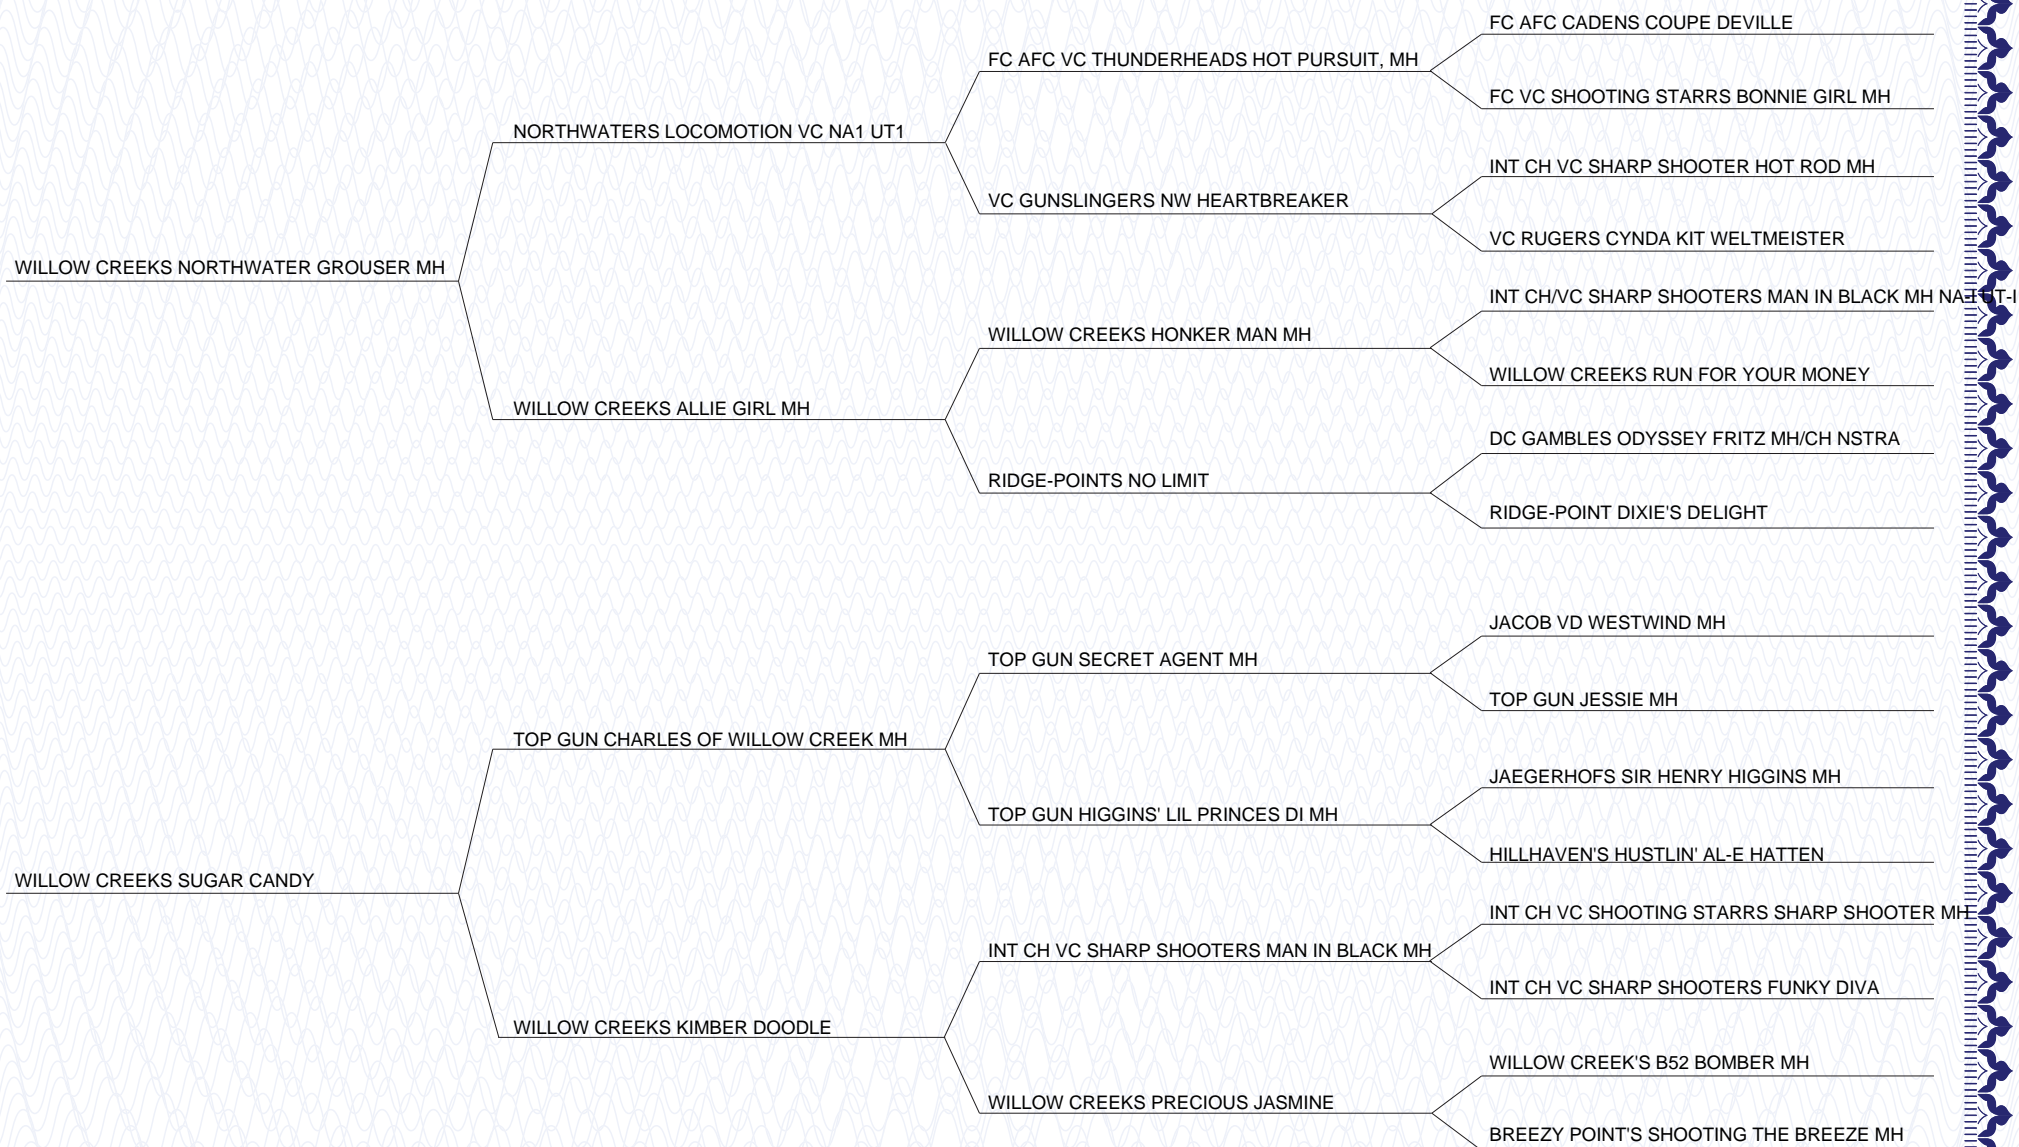 FC AFC CADENS COUPE DEVILLE
FC AFC VC THUNDERHEADS HOT PURSUIT, MH
FC VC SHOOTING STARRS BONNIE GIRL MH
NORTHWATERS LOCOMOTION VC NA1 UT1
INT CH VC SHARP SHOOTER HOT ROD MH
VC GUNSLINGERS NW HEARTBREAKER
VC RUGERS CYNDA KIT WELTMEISTER
WILLOW CREEKS NORTHWATER GROUSER MH
INT CH/VC SHARP SHOOTERS MAN IN BLACK MH NA-I UT-I
WILLOW CREEKS HONKER MAN MH
WILLOW CREEKS RUN FOR YOUR MONEY
WILLOW CREEKS ALLIE GIRL MH
DC GAMBLES ODYSSEY FRITZ MH/CH NSTRA
RIDGE-POINTS NO LIMIT
RIDGE-POINT DIXIE'S DELIGHT
JACOB VD WESTWIND MH
TOP GUN SECRET AGENT MH
TOP GUN JESSIE MH
TOP GUN CHARLES OF WILLOW CREEK MH
JAEGERHOFS SIR HENRY HIGGINS MH
TOP GUN HIGGINS' LIL PRINCES DI MH
HILLHAVEN'S HUSTLIN' AL-E HATTEN
WILLOW CREEKS SUGAR CANDY
INT CH VC SHOOTING STARRS SHARP SHOOTER MH
INT CH VC SHARP SHOOTERS MAN IN BLACK MH
INT CH VC SHARP SHOOTERS FUNKY DIVA
WILLOW CREEKS KIMBER DOODLE
WILLOW CREEK'S B52 BOMBER MH
WILLOW CREEKS PRECIOUS JASMINE
BREEZY POINT'S SHOOTING THE BREEZE MH